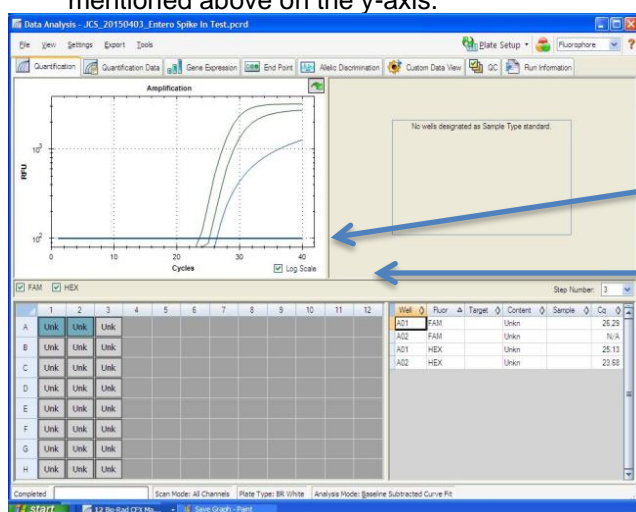 mentioned above on the y-axis.
Data Analysis - JCS_20150403_Entero Spike In Test.pcrd
File View Settings Export Tools Plate Setup Fluorophore ?
Quantification Quantification Data Gene Expression End Point Allelic Discrimination Custom Data View QC Run Information
Amplification
No wells designated as Sample Type standard.
10³
RFU
10²
0 10 20 30 40
Cycles
Log Scale
FAM HEX Step Number: 3
1 2 3 4 5 6 7 8 9 10 11 12
A Unk Unk Unk
B Unk Unk Unk
C Unk Unk Unk
D Unk Unk Unk
E Unk Unk Unk
F Unk Unk Unk
G Unk Unk Unk
H Unk Unk Unk
Well Fluor Target Content Sample Cq
A01 FAM Unkn 26.29
A02 FAM Unkn N/A
A01 HEX Unkn 25.13
A02 HEX Unkn 23.68
Completed Scan Mode: All Channels Plate Type: BR White Analysis Mode: Baseline Subtracted Curve Fit
start 12 Bio-Rad CFX Ma... Save Graph - Paint